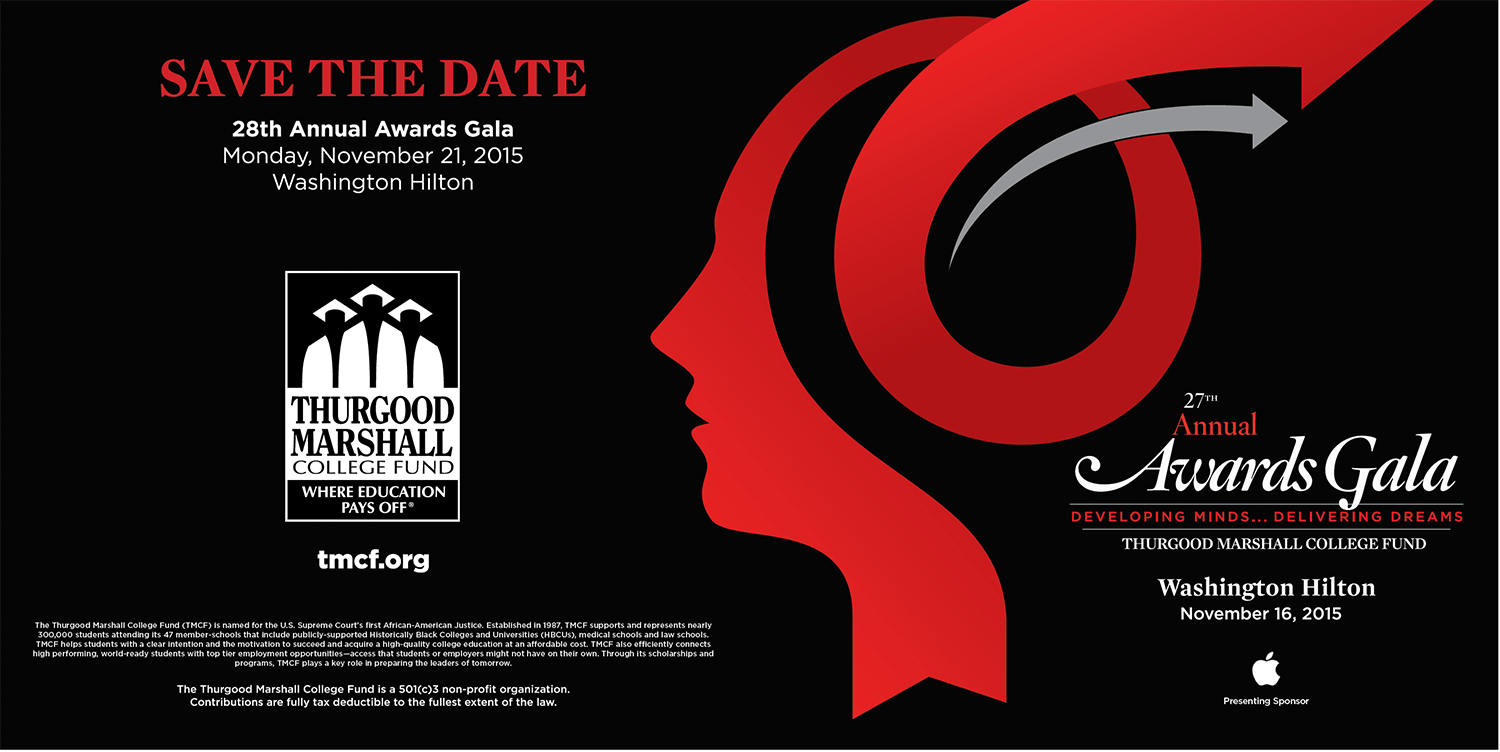 SAVE THE DATE
28th Annual Awards Gala
Monday, November 21, 2015
Washington Hilton
THURGOOD
MARSHALL
COLLEGE FUND
WHERE EDUCATION
PAYS OFF®
tmcf.org
The Thurgood Marshall College Fund (TMCF) is named for the U.S. Supreme Court's first African-American Justice. Established in 1987, TMCF supports and represents nearly
300,000 students attending its 47 member-schools that include publicly-supported Historically Black Colleges and Universities (HBCUs), medical schools and law schools.
TMCF helps students with a clear intention and the motivation to succeed and acquire a high-quality college education at an affordable cost. TMCF also efficiently connects
high performing, world-ready students with top tier employment opportunities—access that students or employers might not have on their own. Through its scholarships and
programs, TMCF plays a key role in preparing the leaders of tomorrow.
The Thurgood Marshall College Fund is a 501(c)3 non-profit organization.
Contributions are fully tax deductible to the fullest extent of the law.
27TH
Annual
Awards Gala
DEVELOPING MINDS... DELIVERING DREAMS
THURGOOD MARSHALL COLLEGE FUND
Washington Hilton
November 16, 2015
Presenting Sponsor